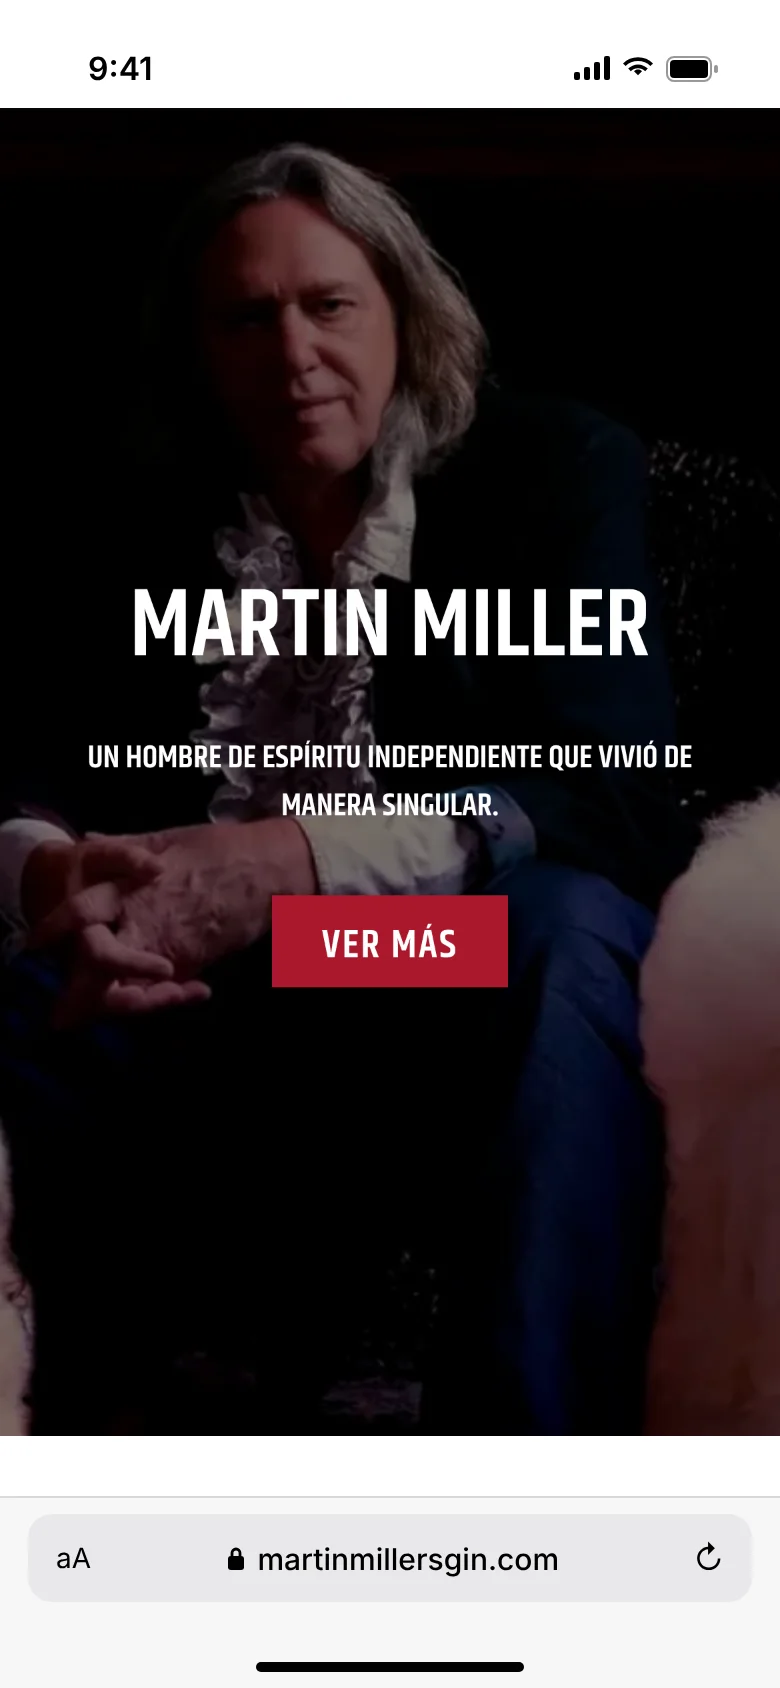 9:41
MARTIN MILLER
UN HOMBRE DE ESPÍRITU INDEPENDIENTE QUE VIVIÓ DE
MANERA SINGULAR.
VER MÁS
aA martinmillersgin.com